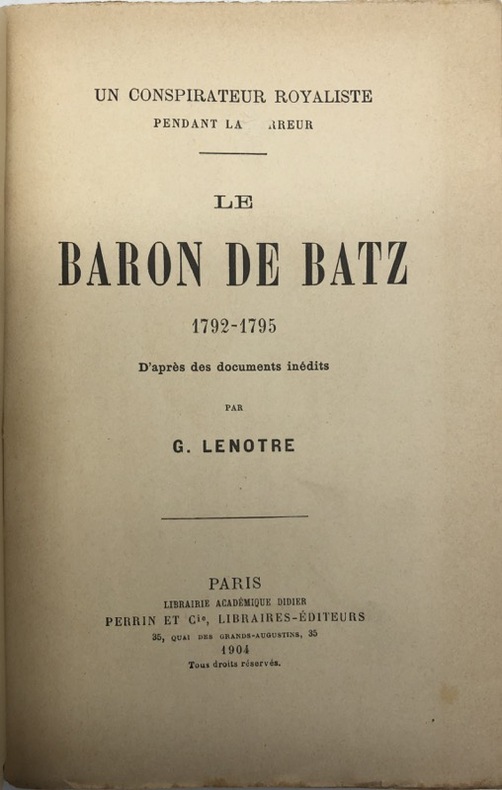 UN CONSPIRATEUR ROYALISTE
PENDANT LA RREUR
LE
BARON DE BATZ
1792-1795
D'après des documents inédits
PAR
G. LENOTRE
PARIS
LIBRAIRIE ACADÉMIQUE DIDIER
PERRIN ET Cie, LIBRAIRES-ÉDITEURS
35, QUAI DES GRANDS-AUGUSTINS, 35
1904
Tous droits réservés.